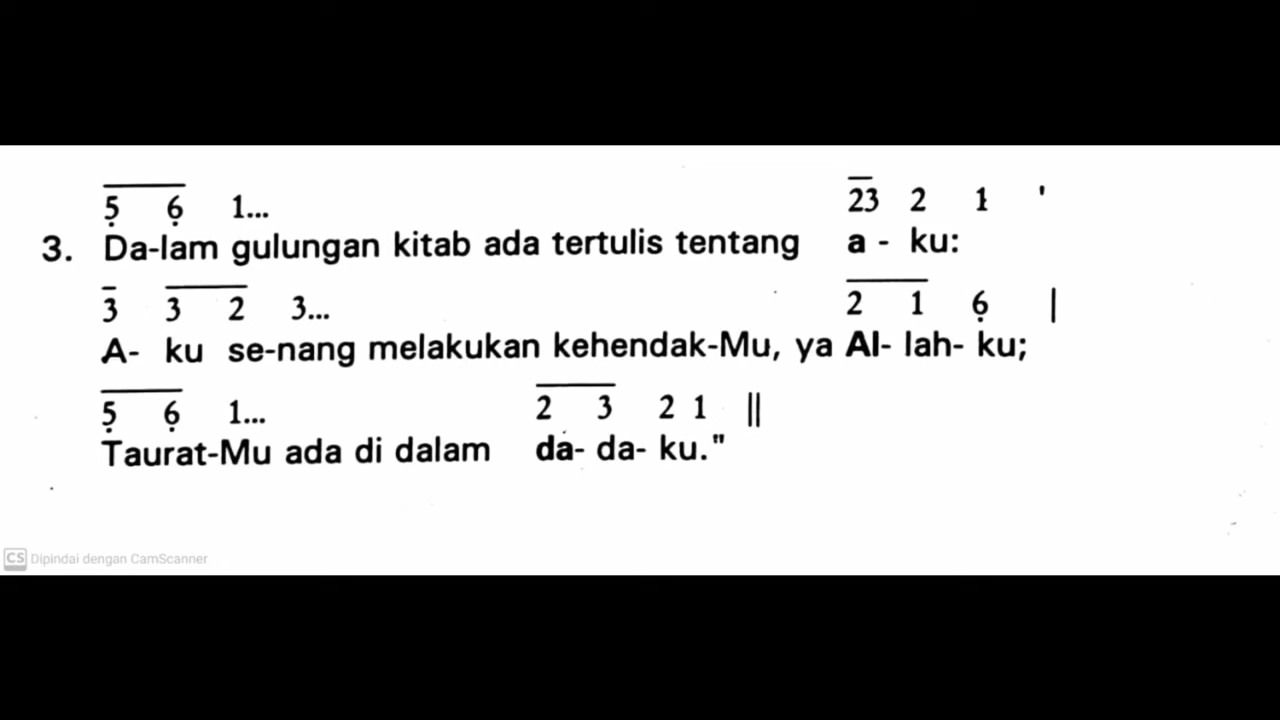 5̣ 6̣ 1... 23 2 1 '
3. Da-lam gulungan kitab ada tertulis tentang a - ku:
3 3 2 3... 2 1 6̣ |
A- ku se-nang melakukan kehendak-Mu, ya Al- lah- ku;
5̣ 6̣ 1... 2 3 2 1 ||
Taurat-Mu ada di dalam da- da- ku."
CS Dipindai dengan CamScanner